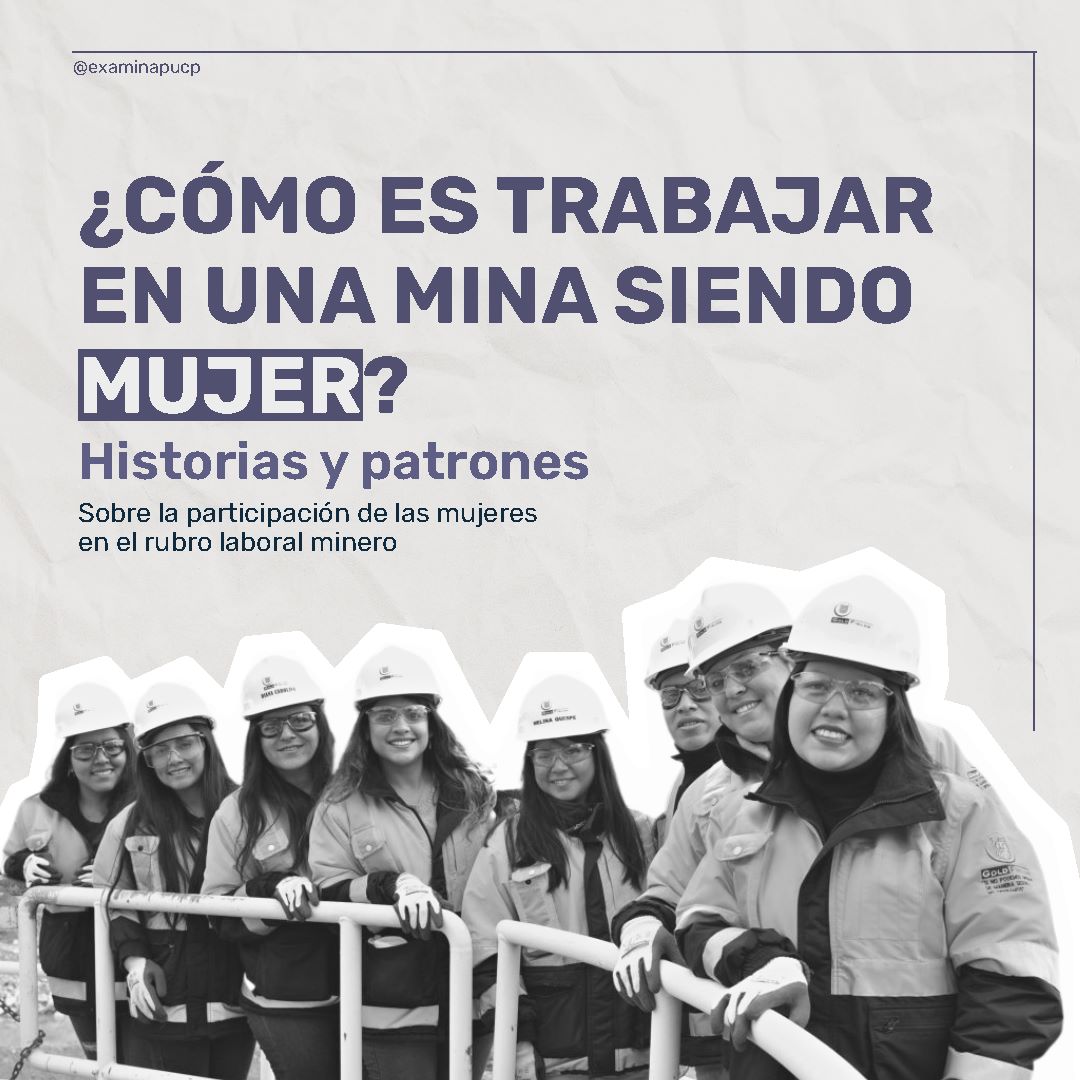 @examinapucp
¿CÓMO ES TRABAJAR
EN UNA MINA SIENDO
MUJER?
Historias y patrones
Sobre la participación de las mujeres
en el rubro laboral minero
GOLD